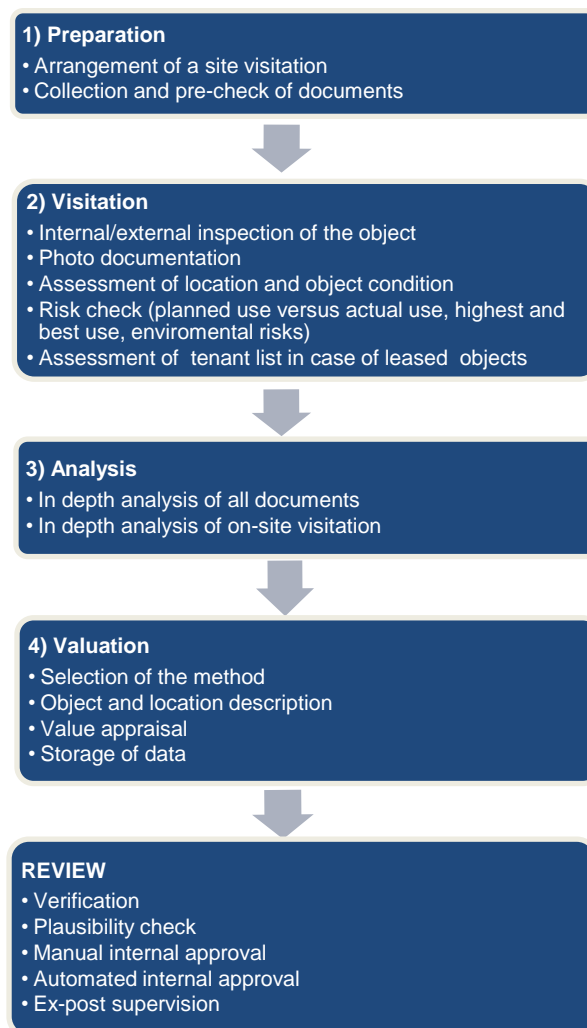 1) Preparation
• Arrangement of a site visitation
• Collection and pre-check of documents
2) Visitation
• Internal/external inspection of the object
• Photo documentation
• Assessment of location and object condition
• Risk check (planned use versus actual use, highest and
best use, enviromental risks)
• Assessment of tenant list in case of leased objects
3) Analysis
• In depth analysis of all documents
• In depth analysis of on-site visitation
4) Valuation
• Selection of the method
• Object and location description
• Value appraisal
• Storage of data
REVIEW
• Verification
• Plausibility check
• Manual internal approval
• Automated internal approval
• Ex-post supervision